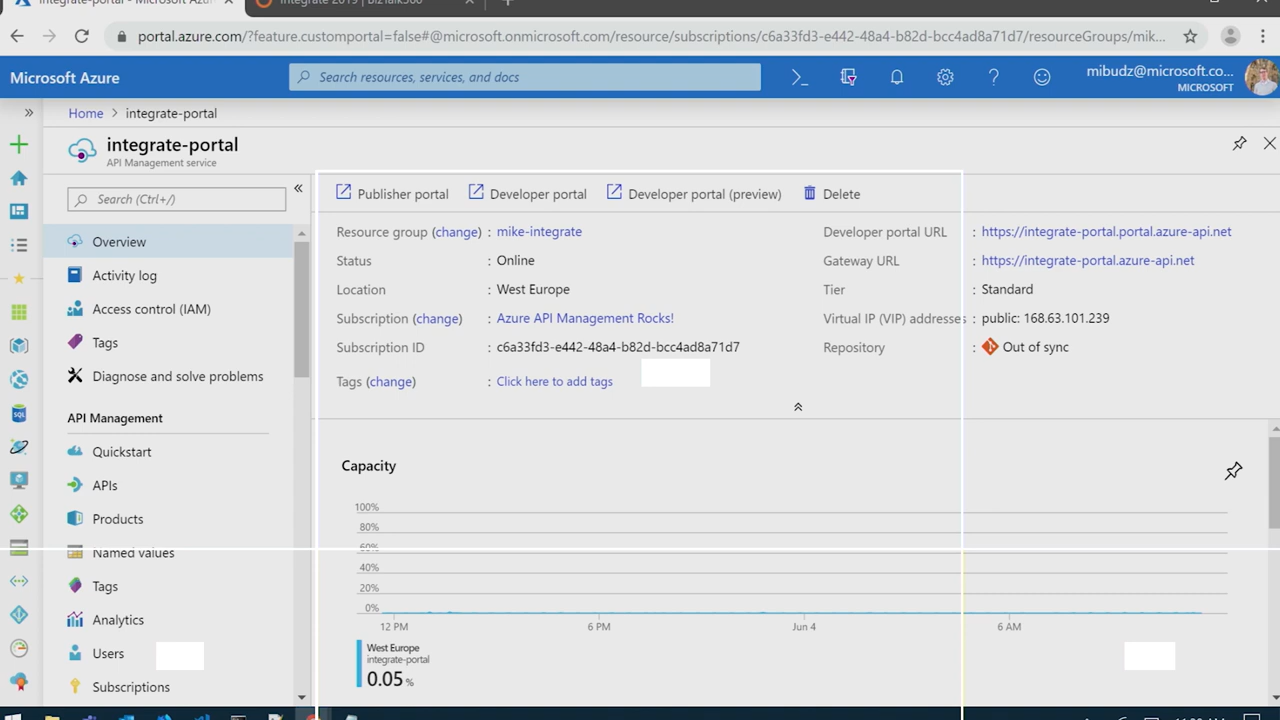 integrate-portal - Microsoft Azur
Integrate 2019 | BizTalk360
portal.azure.com/?feature.customportal=false#@microsoft.onmicrosoft.com/resource/subscriptions/c6a33fd3-e442-48a4-b82d-bcc4ad8a71d7/resourceGroups/mik...
Microsoft Azure
Search resources, services, and docs
mibudz@microsoft.co...
MICROSOFT
Home > integrate-portal
integrate-portal
API Management service
Search (Ctrl+/)
Publisher portal Developer portal Developer portal (preview) Delete
Overview
Activity log
Access control (IAM)
Tags
Diagnose and solve problems
API Management
Quickstart
APIs
Products
Named values
Tags
Analytics
Users
Subscriptions
Resource group (change) : mike-integrate
Status : Online
Location : West Europe
Subscription (change) : Azure API Management Rocks!
Subscription ID : c6a33fd3-e442-48a4-b82d-bcc4ad8a71d7
Tags (change) : Click here to add tags
Developer portal URL : https://integrate-portal.portal.azure-api.net
Gateway URL : https://integrate-portal.azure-api.net
Tier : Standard
Virtual IP (VIP) addresses : public: 168.63.101.239
Repository : Out of sync
Capacity
100%
80%
60%
40%
20%
0%
12 PM 6 PM Jun 4 6 AM
West Europe
integrate-portal
0.05 %